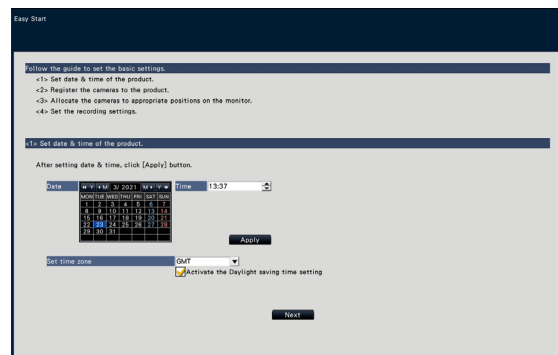 Easy Start
Follow the guide to set the basic settings.
<1> Set date & time of the product.
<2> Register the cameras to the product.
<3> Allocate the cameras to appropriate positions on the monitor.
<4> Set the recording settings.
<1> Set date & time of the product.
After setting date & time, click [Apply] button.
Date Y M 3/ 2021 M Y Time 13:37
MON TUE WED THU FRI SAT SUN
1 2 3 4 5 6 7
8 9 10 11 12 13 14
15 16 17 18 19 20 21
22 23 24 25 26 27 28
29 30 31
Apply
Set time zone GMT
Activate the Daylight saving time setting
Next